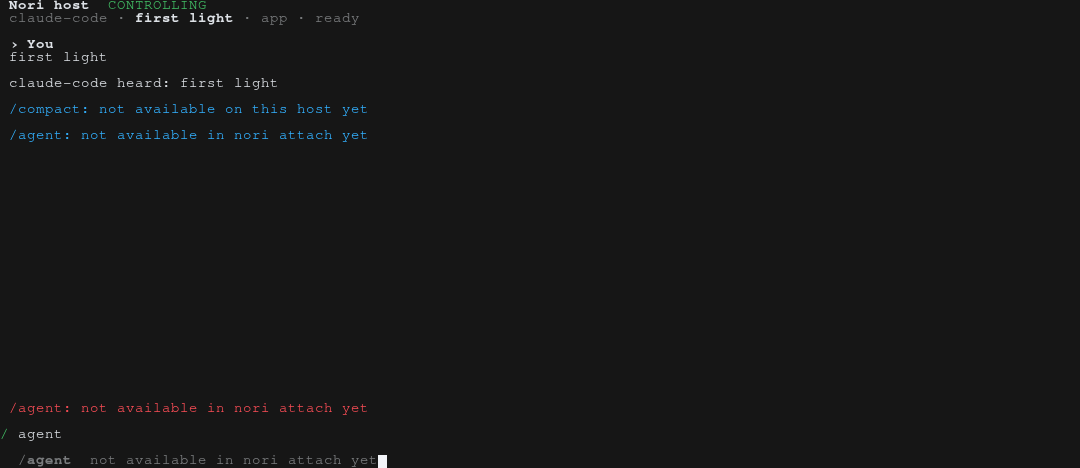 Nori host  CONTROLLING
claude-code · first light · app · ready
› You
first light
claude-code heard: first light
/compact: not available on this host yet
/agent: not available in nori attach yet
/agent: not available in nori attach yet
/ agent
/agent  not available in nori attach yet